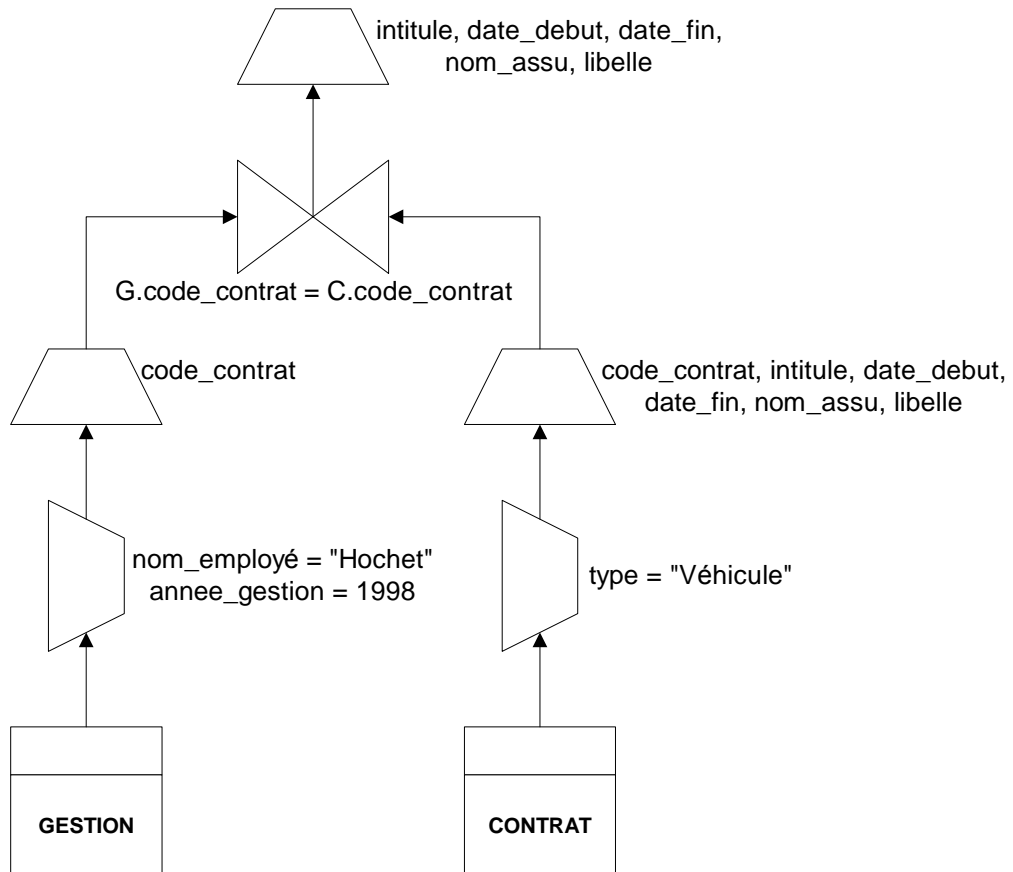 intitule, date_debut, date_fin,
nom_assu, libelle
G.code_contrat = C.code_contrat
code_contrat
code_contrat, intitule, date_debut,
date_fin, nom_assu, libelle
nom_employé = "Hochet"
annee_gestion = 1998
type = "Véhicule"
GESTION
CONTRAT